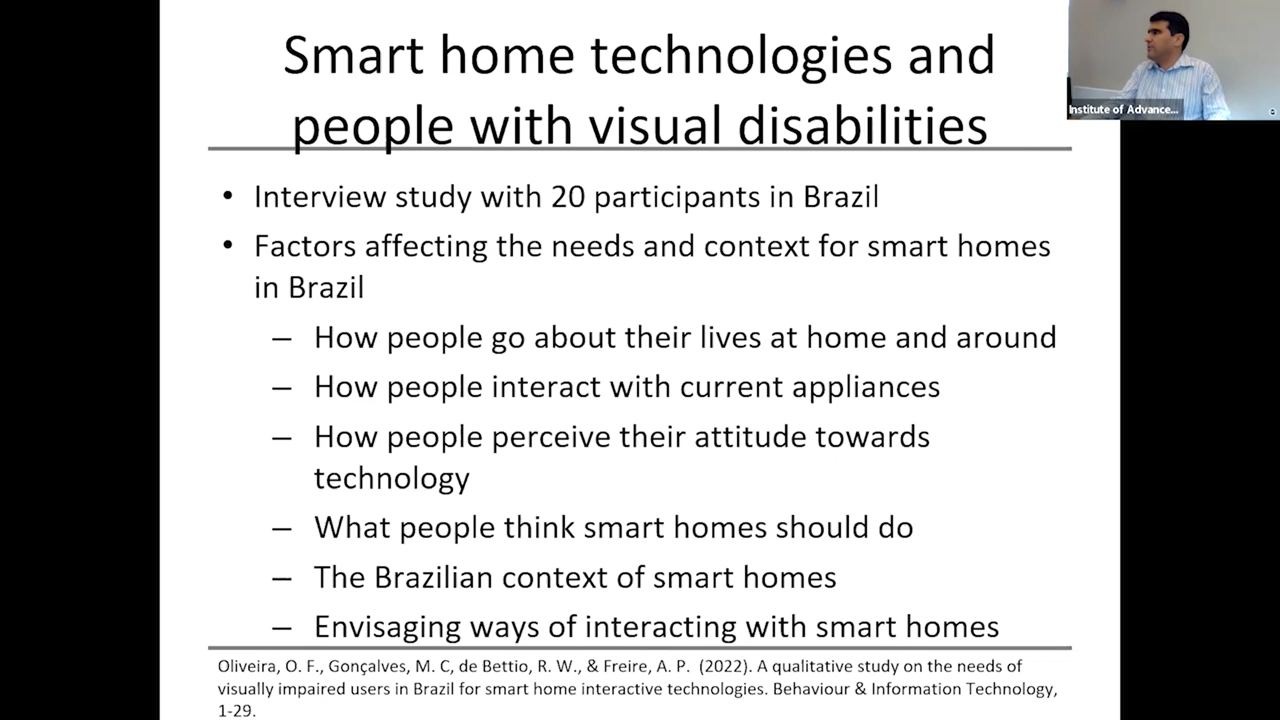 Smart home technologies and
people with visual disabilities
Institute of Advance...
• Interview study with 20 participants in Brazil
• Factors affecting the needs and context for smart homes
in Brazil
– How people go about their lives at home and around
– How people interact with current appliances
– How people perceive their attitude towards
technology
– What people think smart homes should do
– The Brazilian context of smart homes
– Envisaging ways of interacting with smart homes
Oliveira, O. F., Gonçalves, M. C, de Bettio, R. W., & Freire, A. P. (2022). A qualitative study on the needs of
visually impaired users in Brazil for smart home interactive technologies. Behaviour & Information Technology,
1-29.